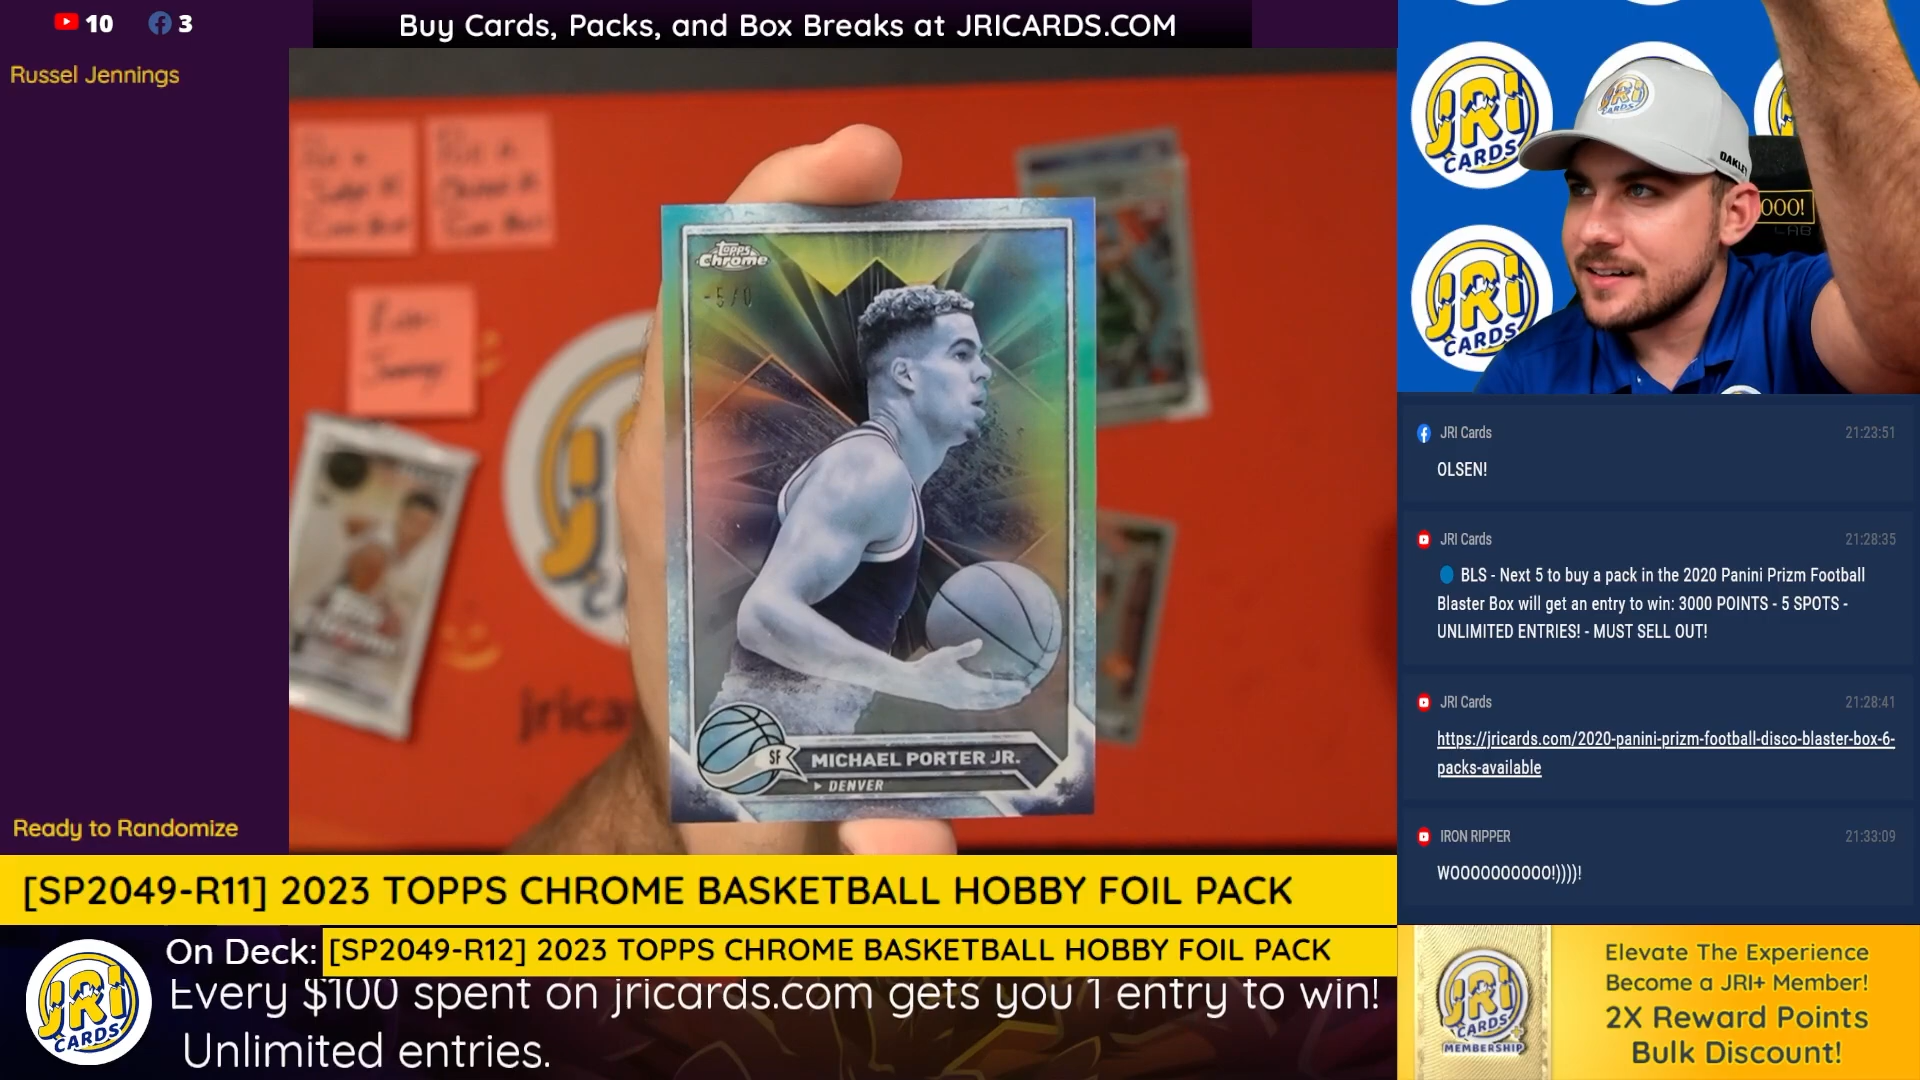 10
3
Buy Cards, Packs, and Box Breaks at JRICARDS.COM
Russel Jennings
Topps
Chrome
SF
MICHAEL PORTER JR.
DENVER
jrica
Ready to Randomize
[SP2049-R11] 2023 TOPPS CHROME BASKETBALL HOBBY FOIL PACK
On Deck: [SP2049-R12] 2023 TOPPS CHROME BASKETBALL HOBBY FOIL PACK
Every $100 spent on jricards.com gets you 1 entry to win!
Unlimited entries.
JRI
CARDS
JRI
CARDS
JRI
CARDS
OAKLEY
000!
LAB
JRI Cards 21:23:51
OLSEN!
JRI Cards 21:28:35
BLS - Next 5 to buy a pack in the 2020 Panini Prizm Football
Blaster Box will get an entry to win: 3000 POINTS - 5 SPOTS -
UNLIMITED ENTRIES! - MUST SELL OUT!
JRI Cards 21:28:41
https://jricards.com/2020-panini-prizm-football-disco-blaster-box-6-
packs-available
IRON RIPPER 21:33:09
WOOOOOOOOOO!))))!
JRI
CARDS
MEMBERSHIP
Elevate The Experience
Become a JRI+ Member!
2X Reward Points
Bulk Discount!